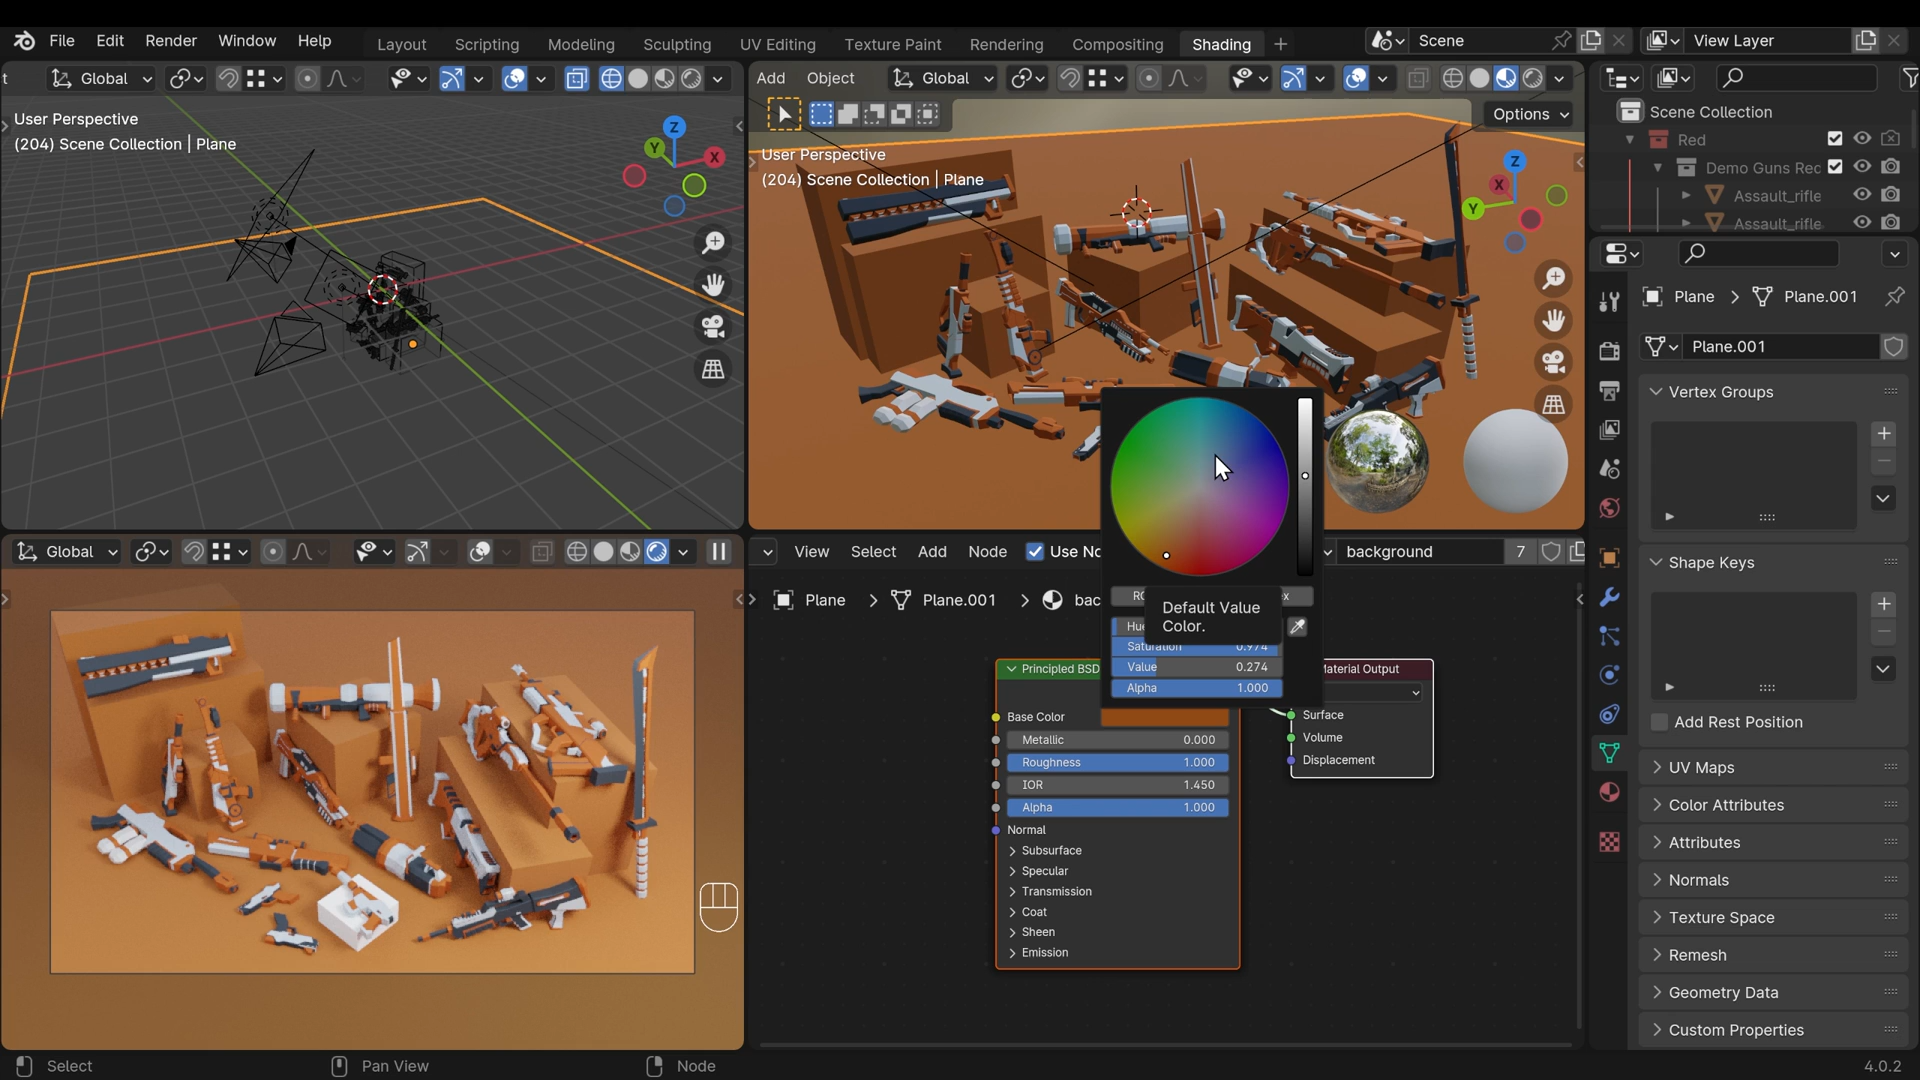 File Edit Render Window Help Layout Scripting Modeling Sculpting UV Editing Texture Paint Rendering Compositing Shading Scene View Layer
t Global
Add Object Global
Options
User Perspective
(204) Scene Collection | Plane
Z
Y
X
User Perspective
(204) Scene Collection | Plane
Z
X
Y
Scene Collection
Red
Demo Guns Rec
Assault_rifle
Assault_rifle
Plane Plane.001
Plane.001
Vertex Groups
Shape Keys
Add Rest Position
UV Maps
Color Attributes
Attributes
Normals
Texture Space
Remesh
Geometry Data
Custom Properties
Global
View Select Add Node Use No background 7
Plane Plane.001 bac
RG ex
Default Value
Color.
Hue
Saturation 0.974
Value 0.274
Alpha 1.000
Principled BSD
Base Color
Metallic 0.000
Roughness 1.000
IOR 1.450
Alpha 1.000
Normal
Subsurface
Specular
Transmission
Coat
Sheen
Emission
Material Output
Surface
Volume
Displacement
Select Pan View Node 4.0.2